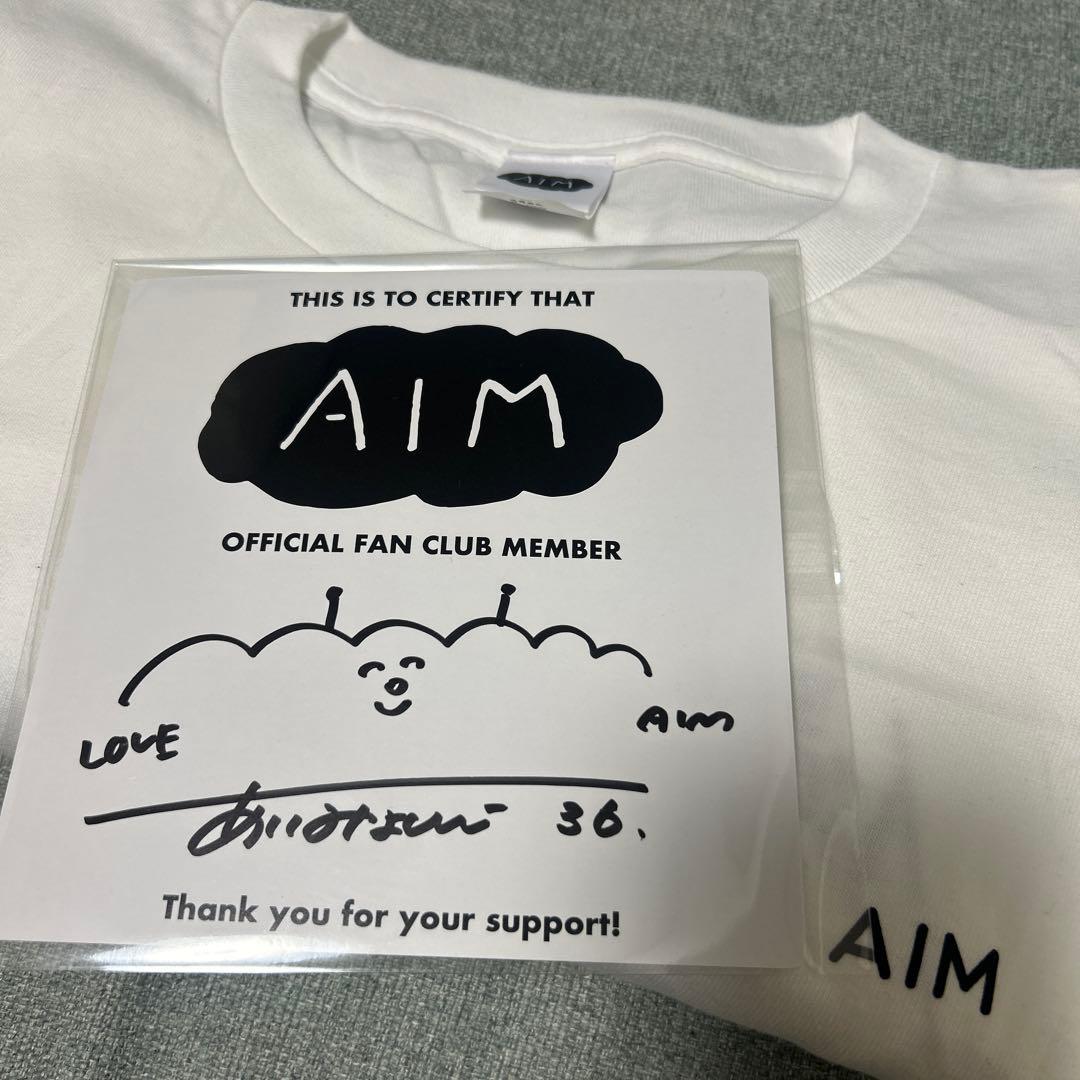 AIM
THIS IS TO CERTIFY THAT
AIM
OFFICIAL FAN CLUB MEMBER
LOVE
AIM
あいみょん 36.
Thank you for your support!
AIM